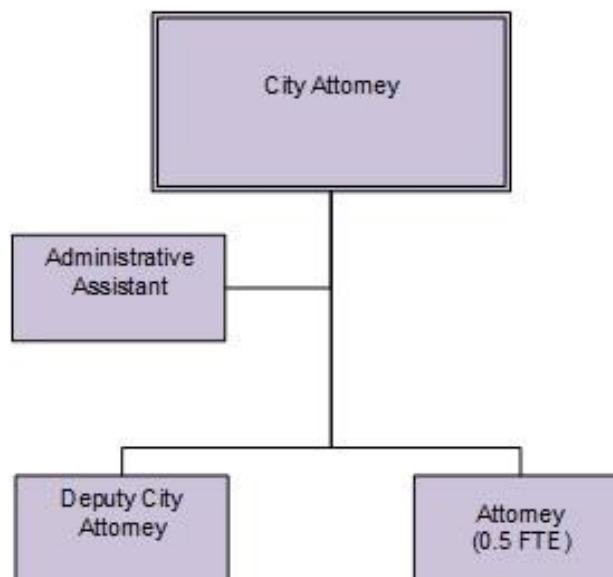 City Attorney
Administrative
Assistant
Deputy City
Attorney
Attorney
(0.5 FTE)